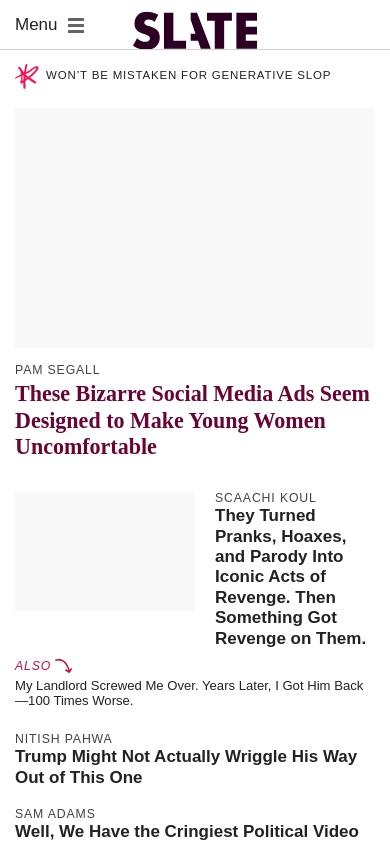 Menu
SLATE
WON'T BE MISTAKEN FOR GENERATIVE SLOP
PAM SEGALL
These Bizarre Social Media Ads Seem
Designed to Make Young Women
Uncomfortable
SCAACHI KOUL
They Turned
Pranks, Hoaxes,
and Parody Into
Iconic Acts of
Revenge. Then
Something Got
Revenge on Them.
ALSO
My Landlord Screwed Me Over. Years Later, I Got Him Back
—100 Times Worse.
NITISH PAHWA
Trump Might Not Actually Wriggle His Way
Out of This One
SAM ADAMS
Well, We Have the Cringiest Political Video